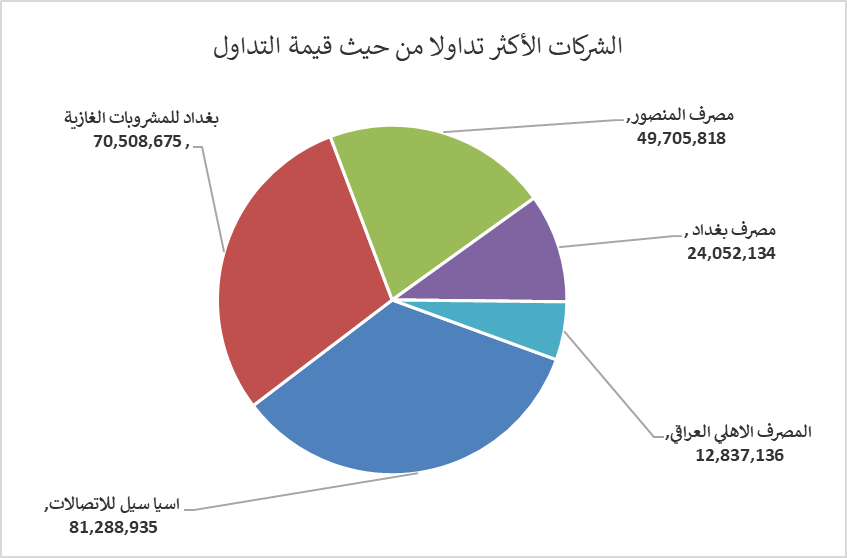 الشركات الأكثر تداولا من حيث قيمة التداول
مصرف المنصور,
49,705,818
بغداد للمشروبات الغازية
, 70,508,675
مصرف بغداد ,
24,052,134
المصرف الاهلي العراقي,
12,837,136
اسيا سيل للاتصالات,
81,288,935